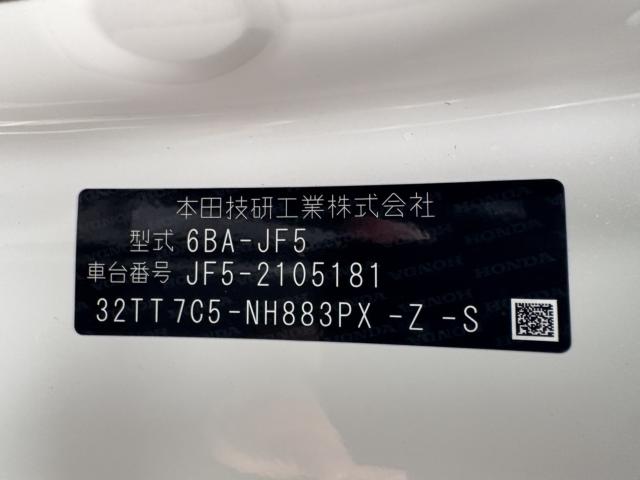 本田技研工業株式会社
型式 6BA-JF5
車台番号 JF5-2105181
32TT7C5-NH883PX -Z -S